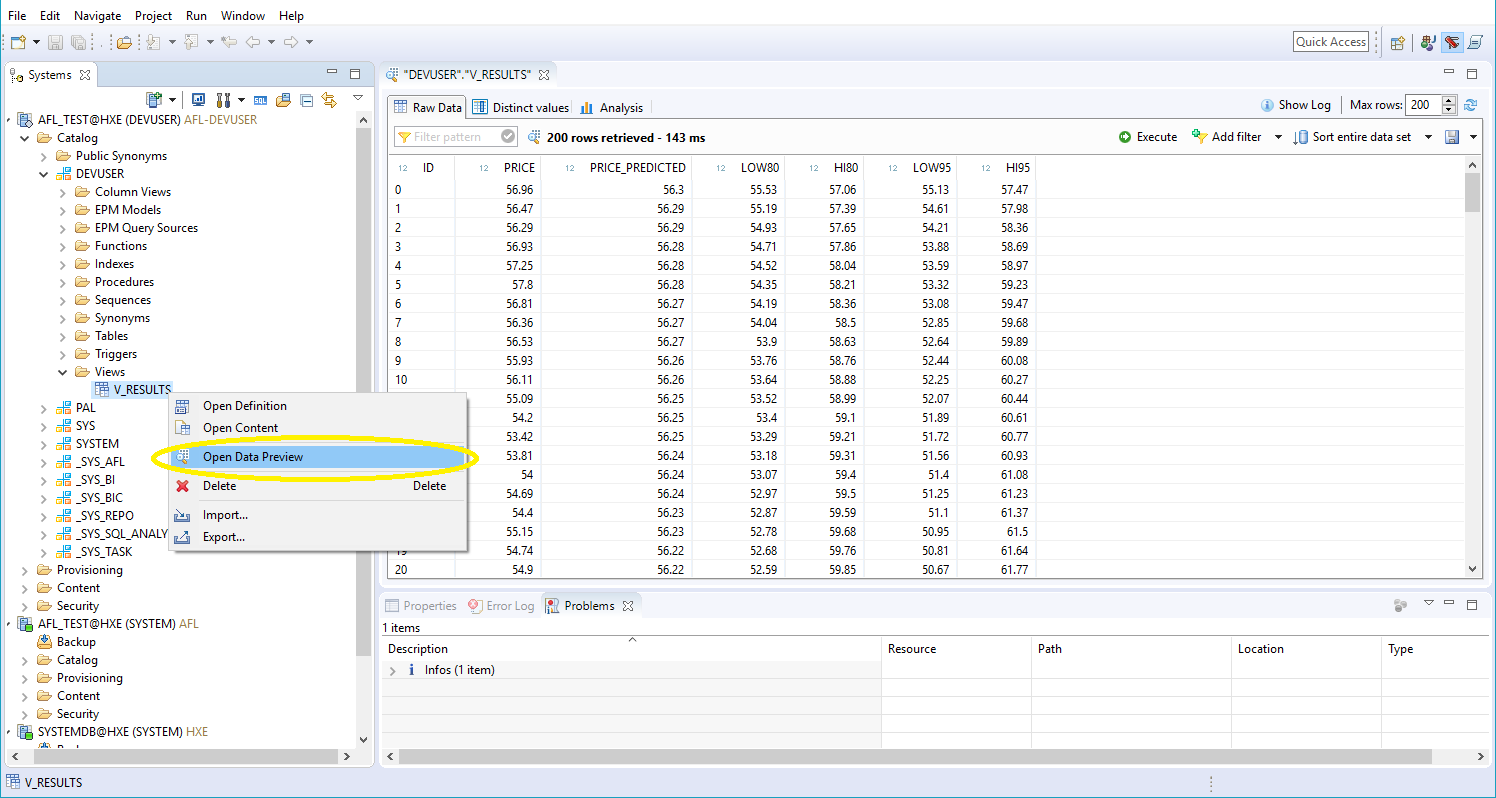 File Edit Navigate Project Run Window Help
Quick Access
Systems
AFL_TEST@HXE (DEVUSER) AFL-DEVUSER
Catalog
Public Synonyms
DEVUSER
Column Views
EPM Models
EPM Query Sources
Functions
Indexes
Procedures
Sequences
Synonyms
Tables
Triggers
Views
V_RESULTS
PAL
SYS
SYSTEM
_SYS_AFL
_SYS_BI
_SYS_BIC
_SYS_REPO
_SYS_SQL_ANALY
_SYS_TASK
Provisioning
Content
Security
AFL_TEST@HXE (SYSTEM) AFL
Backup
Catalog
Provisioning
Content
Security
SYSTEMDB@HXE (SYSTEM) HXE
Open Definition
Open Content
Open Data Preview
Delete Delete
Import...
Export...
"DEVUSER"."V_RESULTS"
Raw Data Distinct values Analysis Show Log Max rows: 200
Filter pattern 200 rows retrieved - 143 ms Execute Add filter Sort entire data set
12 ID 12 PRICE 12 PRICE_PREDICTED 12 LOW80 12 HI80 12 LOW95 12 HI95
0 56.96 56.3 55.53 57.06 55.13 57.47
1 56.47 56.29 55.19 57.39 54.61 57.98
2 56.29 56.29 54.93 57.65 54.21 58.36
3 56.93 56.28 54.71 57.86 53.88 58.69
4 57.25 56.28 54.52 58.04 53.59 58.97
5 57.8 56.28 54.35 58.21 53.32 59.23
6 56.81 56.27 54.19 58.36 53.08 59.47
7 56.36 56.27 54.04 58.5 52.85 59.68
8 56.53 56.27 53.9 58.63 52.64 59.89
9 55.93 56.26 53.76 58.76 52.44 60.08
10 56.11 56.26 53.64 58.88 52.25 60.27
55.09 56.25 53.52 58.99 52.07 60.44
54.2 56.25 53.4 59.1 51.89 60.61
53.42 56.25 53.29 59.21 51.72 60.77
53.81 56.24 53.18 59.31 51.56 60.93
54 56.24 53.07 59.4 51.4 61.08
54.69 56.24 52.97 59.5 51.25 61.23
54.4 56.23 52.87 59.59 51.1 61.37
55.15 56.23 52.78 59.68 50.95 61.5
19 54.74 56.22 52.68 59.76 50.81 61.64
20 54.9 56.22 52.59 59.85 50.67 61.77
Properties Error Log Problems
1 items
Description Resource Path Location Type
Infos (1 item)
V_RESULTS